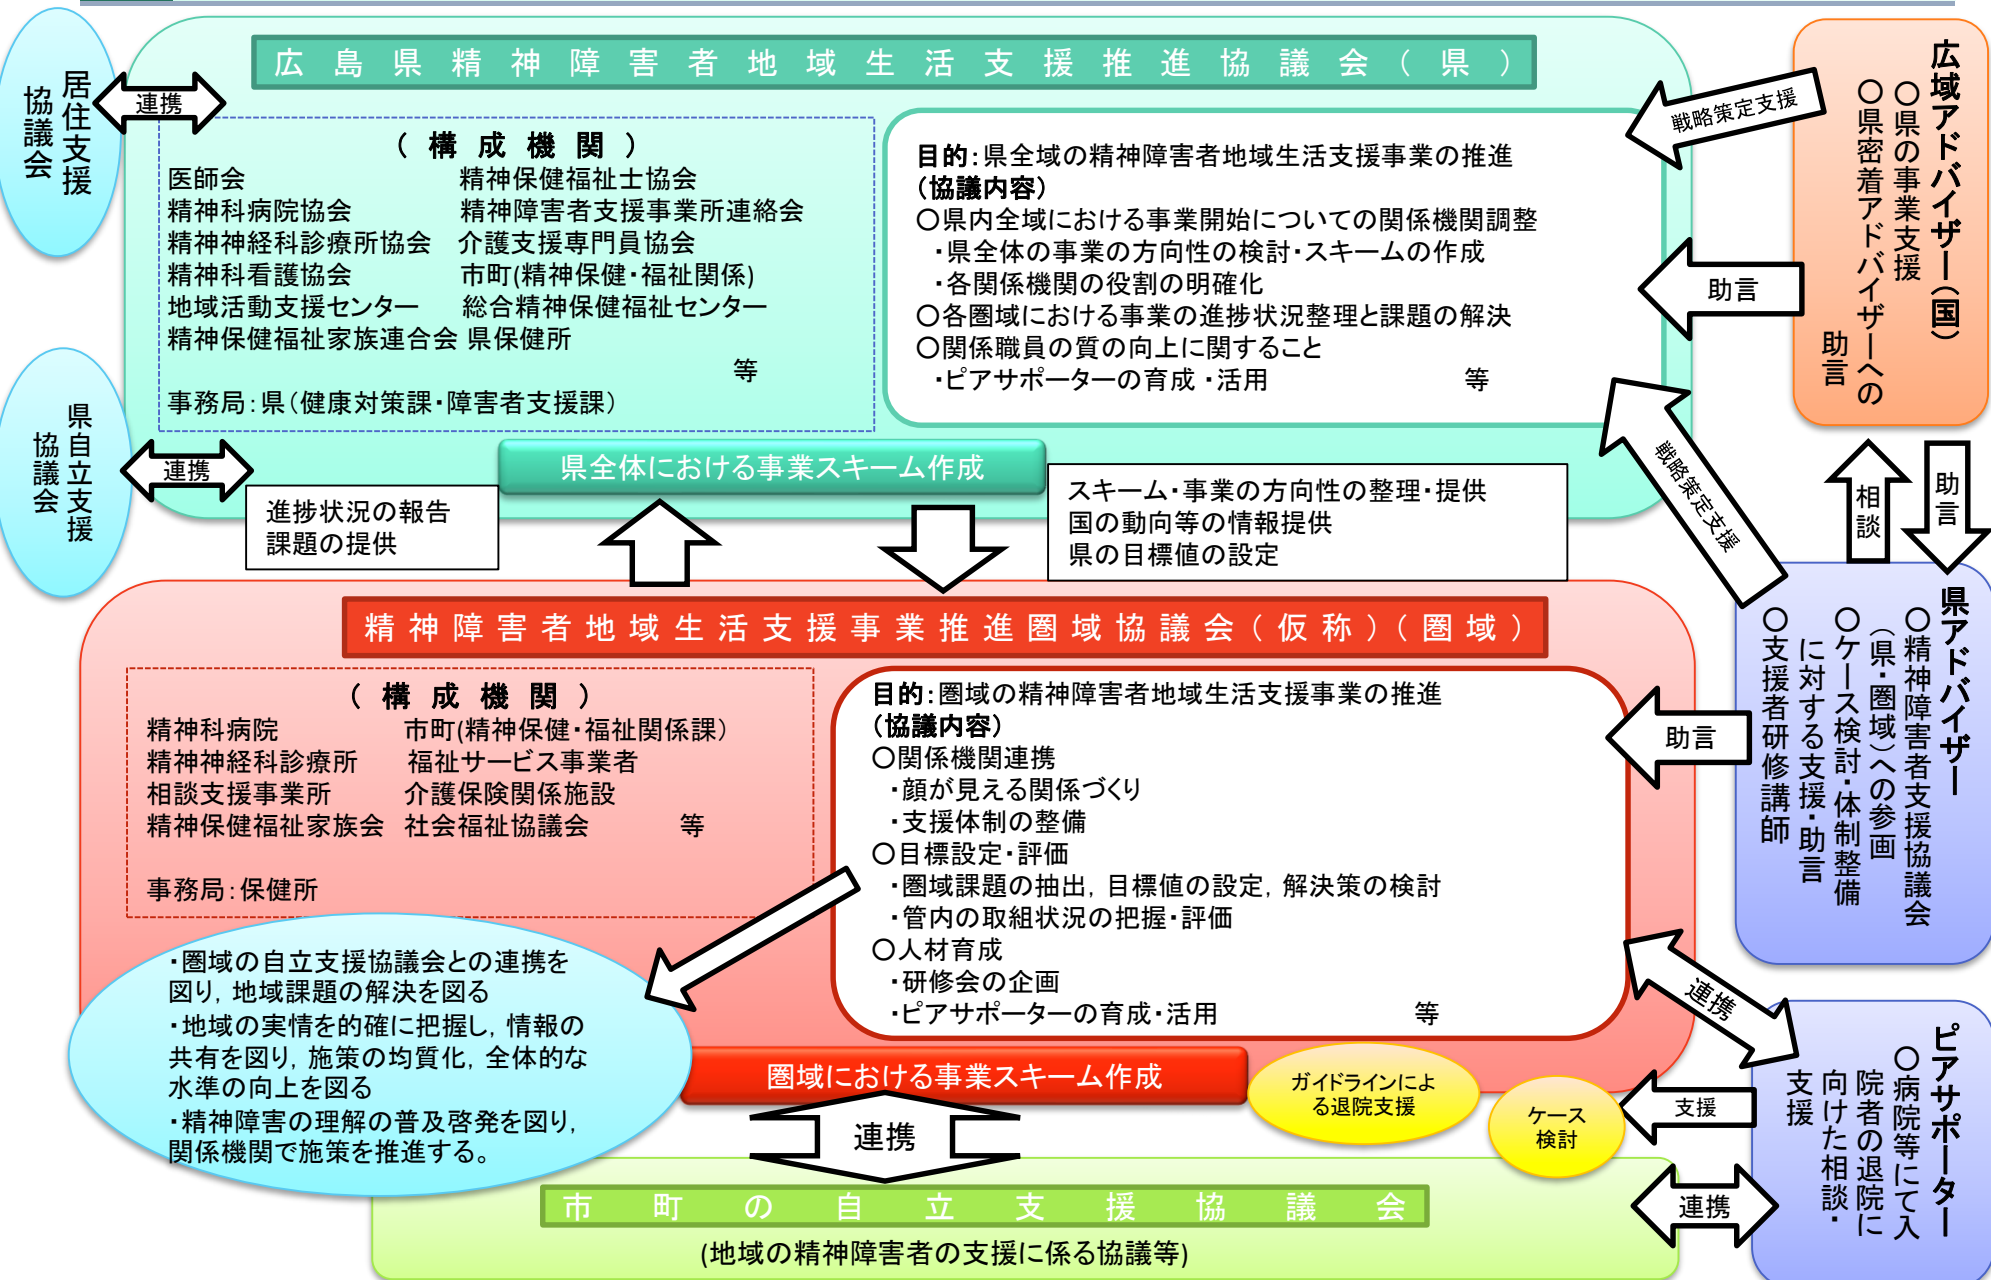 広島県精神障害者地域生活支援推進協議会(県)
居住支援
協議会
連携
(構成機関)
医師会　精神保健福祉士協会
精神科病院協会　精神障害者支援事業所連絡会
精神神経科診療所協会　介護支援専門員協会
精神科看護協会　市町(精神保健・福祉関係)
地域活動支援センター　総合精神保健福祉センター
精神保健福祉家族連合会 県保健所
等
事務局：県(健康対策課・障害者支援課)
目的：県全域の精神障害者地域生活支援事業の推進
(協議内容)
○県内全域における事業開始についての関係機関調整
・県全体の事業の方向性の検討・スキームの作成
・各関係機関の役割の明確化
○各圏域における事業の進捗状況整理と課題の解決
○関係職員の質の向上に関すること
・ピアサポーターの育成・活用　等
戦略策定支援
助言
広域アドバイザー(国)
○県の事業支援
○県密着アドバイザーへの
助言
県自立支援
協議会
連携
県全体における事業スキーム作成
進捗状況の報告
課題の提供
スキーム・事業の方向性の整理・提供
国の動向等の情報提供
県の目標値の設定
戦略策定支援
相談
助言
精神障害者地域生活支援事業推進圏域協議会(仮称)(圏域)
(構成機関)
精神科病院　市町(精神保健・福祉関係課)
精神神経科診療所　福祉サービス事業者
相談支援事業所　介護保険関係施設
精神保健福祉家族会　社会福祉協議会　等
事務局：保健所
目的：圏域の精神障害者地域生活支援事業の推進
(協議内容)
○関係機関連携
・顔が見える関係づくり
・支援体制の整備
○目標設定・評価
・圏域課題の抽出，目標値の設定，解決策の検討
・管内の取組状況の把握・評価
○人材育成
・研修会の企画
・ピアサポーターの育成・活用　等
助言
県アドバイザー
○精神障害者支援協議会
(県・圏域)への参画
○ケース検討・体制整備
に対する支援・助言
○支援者研修講師
・圏域の自立支援協議会との連携を
図り，地域課題の解決を図る
・地域の実情を的確に把握し，情報の
共有を図り，施策の均質化，全体的な
水準の向上を図る
・精神障害の理解の普及啓発を図り，
関係機関で施策を推進する。
圏域における事業スキーム作成
ガイドラインによ
る退院支援
ケース
検討
連携
支援
連携
ピアサポーター
○病院等にて入
院者の退院に
向けた相談・
支援
連携
市町の自立支援協議会
(地域の精神障害者の支援に係る協議等)